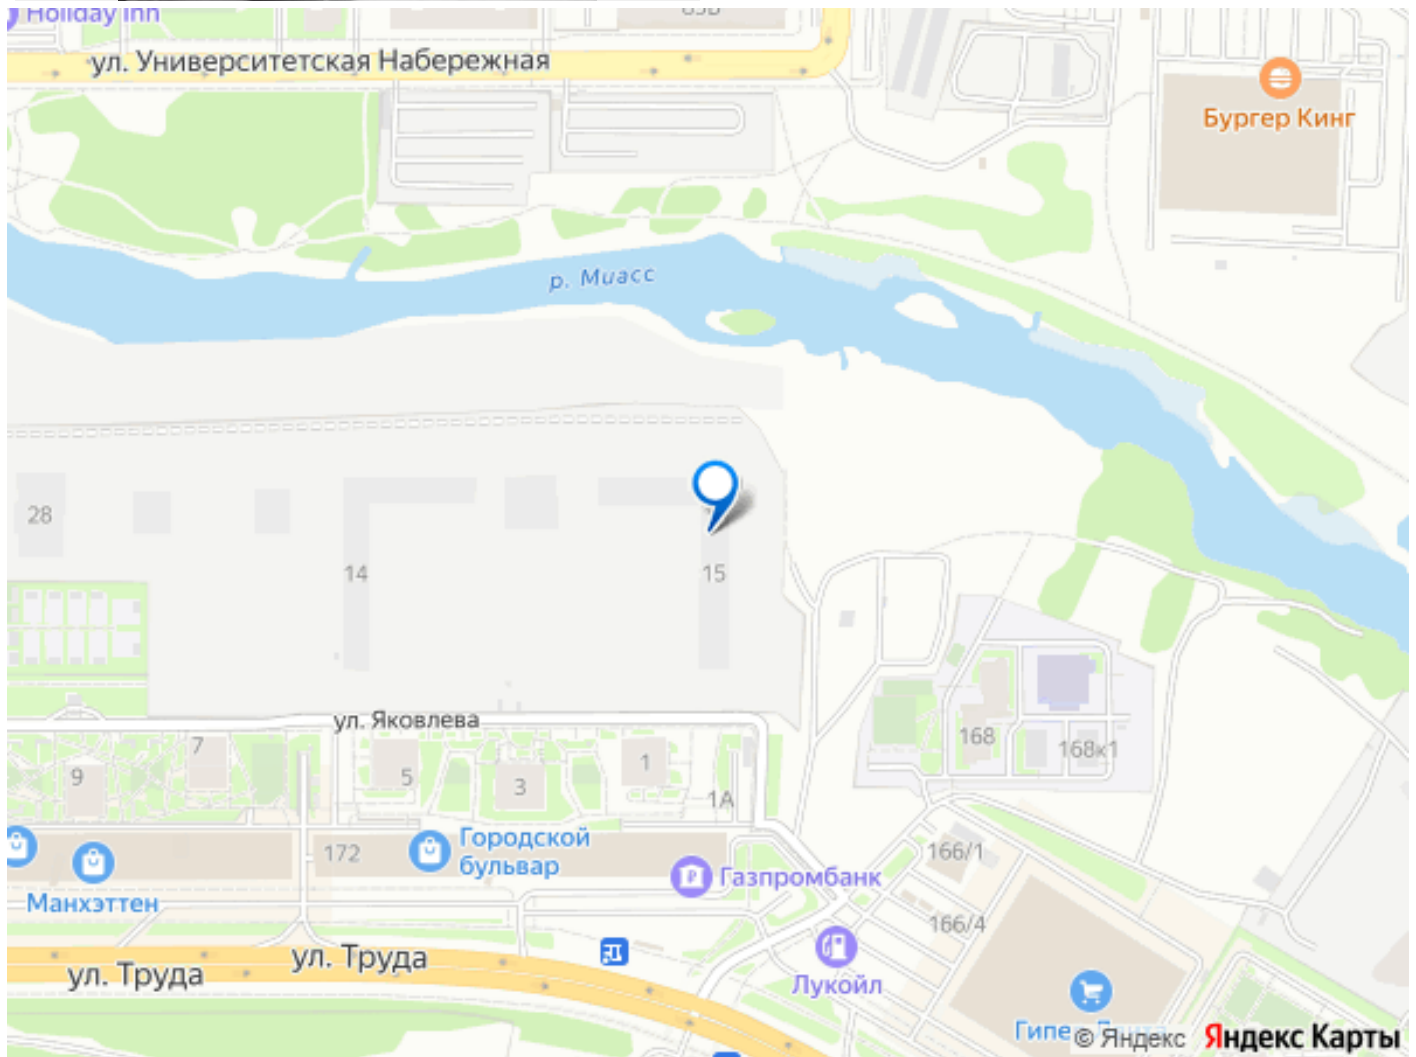 Holiday Inn
85В
ул. Университетская Набережная
Бургер Кинг
р. Миасс
28
14
15
ул. Яковлева
7
9
5
3
1
1А
168
168к1
Городской
бульвар
172
Манхэттен
Газпромбанк
166/1
166/4
ул. Труда
ул. Труда
Лукойл
© Яндекс Яндекс Карты